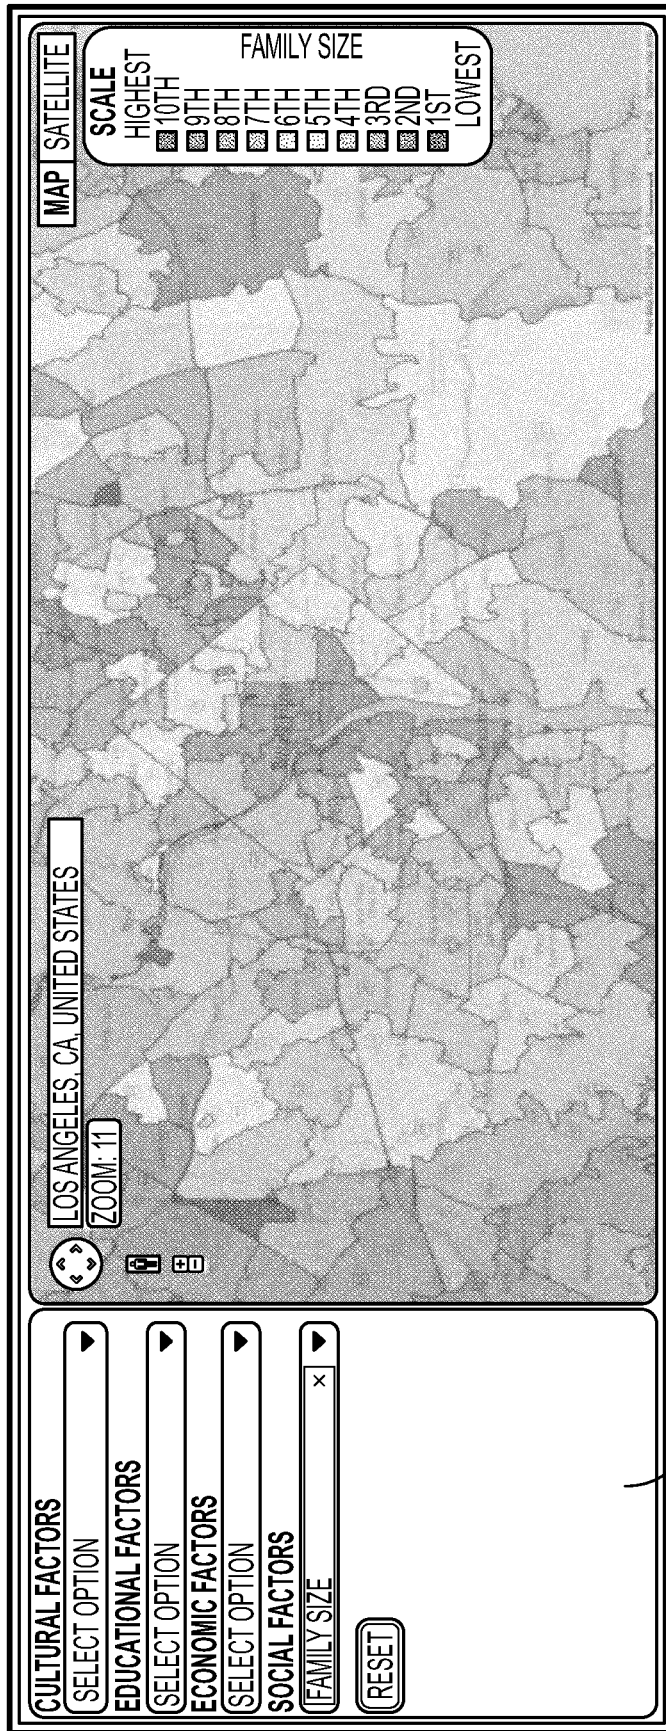 CULTURAL FACTORS
SELECT OPTION
EDUCATIONAL FACTORS
SELECT OPTION
ECONOMIC FACTORS
SELECT OPTION
SOCIAL FACTORS
FAMILY SIZE ×
RESET
LOS ANGELES, CA, UNITED STATES
ZOOM: 11
+
−
MAP SATELLITE
SCALE
HIGHEST
10TH
9TH
8TH
7TH
6TH
5TH
4TH
3RD
2ND
1ST
LOWEST
FAMILY SIZE